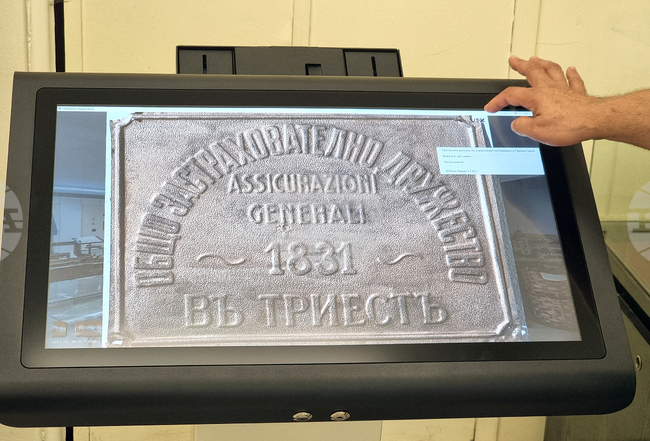 ОБЩО ЗАСТРАХОВАТЕЛНО ДРУЖЕСТВО
ASSICURAZIONI
GENERALI
1831
ВЪ ТРИЕСТЪ